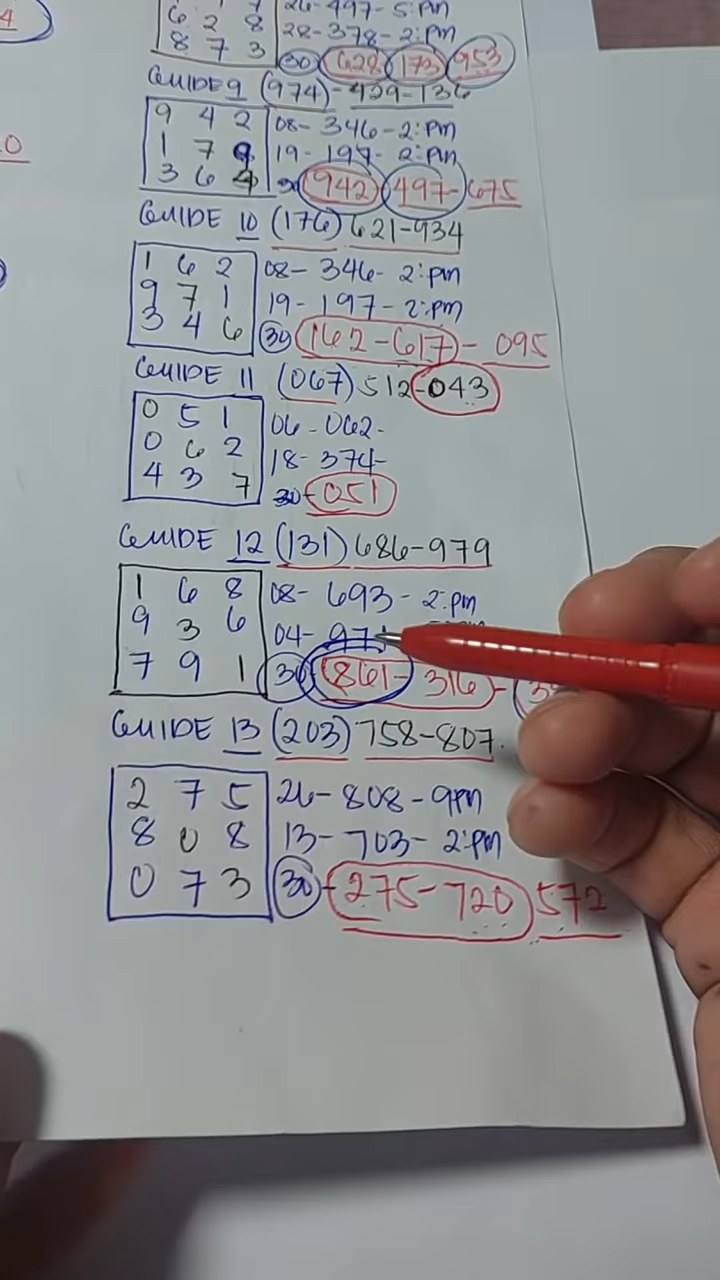 4
0
6 2 8
8 7 3
26-497-5:PM
28-378-2:PM
30 628 173 953
GUIDE 9 (974)-429-136
9 4 2
1 7 9
3 6 4
08-346-2:PM
19-197-2:PM
30 942-497-675
GUIDE 10 (176) 621-934
1 6 2
9 7 1
3 4 6
08-346-2:PM
19-197-2:PM
30 162-617-095
GUIDE 11 (067) 512-043
0 5 1
0 6 2
4 3 7
06-062-
18-374-
30-051
GUIDE 12 (131) 686-979
1 6 8
9 3 6
7 9 1
08-693-2:PM
04-971
30 861-316-
GUIDE 13 (203) 758-807
2 7 5
8 0 8
0 7 3
26-808-9PM
13-703-2:PM
30-275-720 572